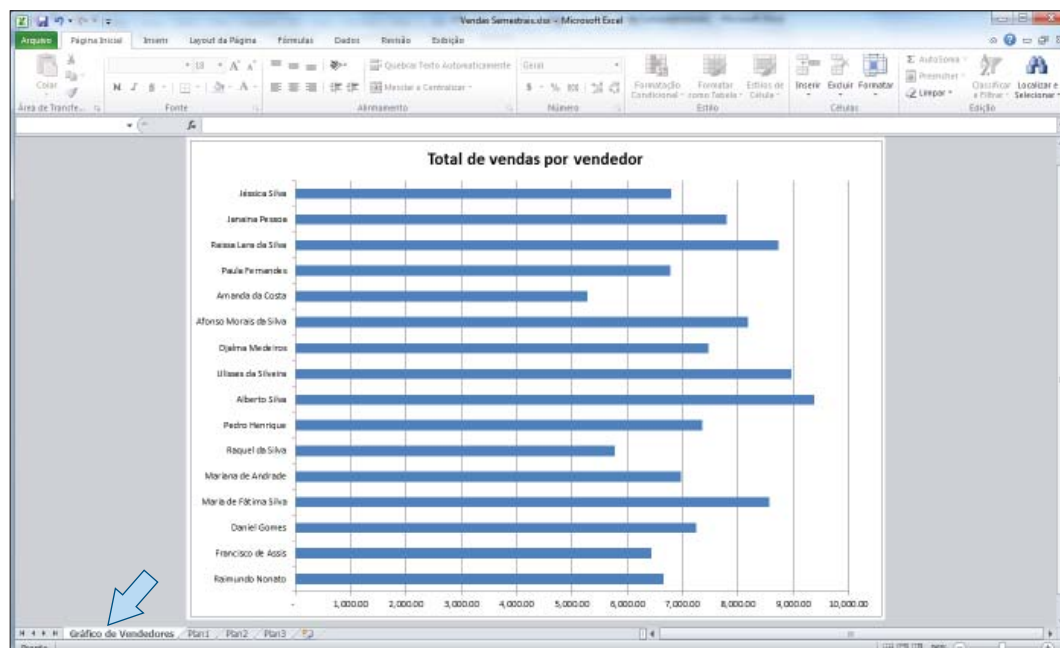 Vendas Semestrais.xlsx - Microsoft Excel
Arquivo Página Inicial Inserir Layout da Página Fórmulas Dados Revisão Exibição
Colar
N I S
Quebrar Texto Automaticamente
Mesclar e Centralizar
Geral
Formatação Condicional
Formatar como Tabela
Estilos de Célula
Inserir Excluir Formatar
AutoSoma
Preencher
Limpar
Classificar e Filtrar
Localizar e Selecionar
Área de Transfe... Fonte Alinhamento Número Estilo Células Edição
fx
Total de vendas por vendedor
Jéssica Silva
Janaina Pessoa
Raissa Lara da Silva
Paula Fernandes
Amanda da Costa
Afonso Morais da Silva
Djalma Medeiros
Ulisses da Silveira
Alberto Silva
Pedro Henrique
Raquel da Silva
Mariana de Andrade
Maria de Fátima Silva
Daniel Gomes
Francisco de Assis
Raimundo Nonato
- 1,000.00 2,000.00 3,000.00 4,000.00 5,000.00 6,000.00 7,000.00 8,000.00 9,000.00 10,000.00
Gráfico de Vendedores Plan1 Plan2 Plan3
Pronto